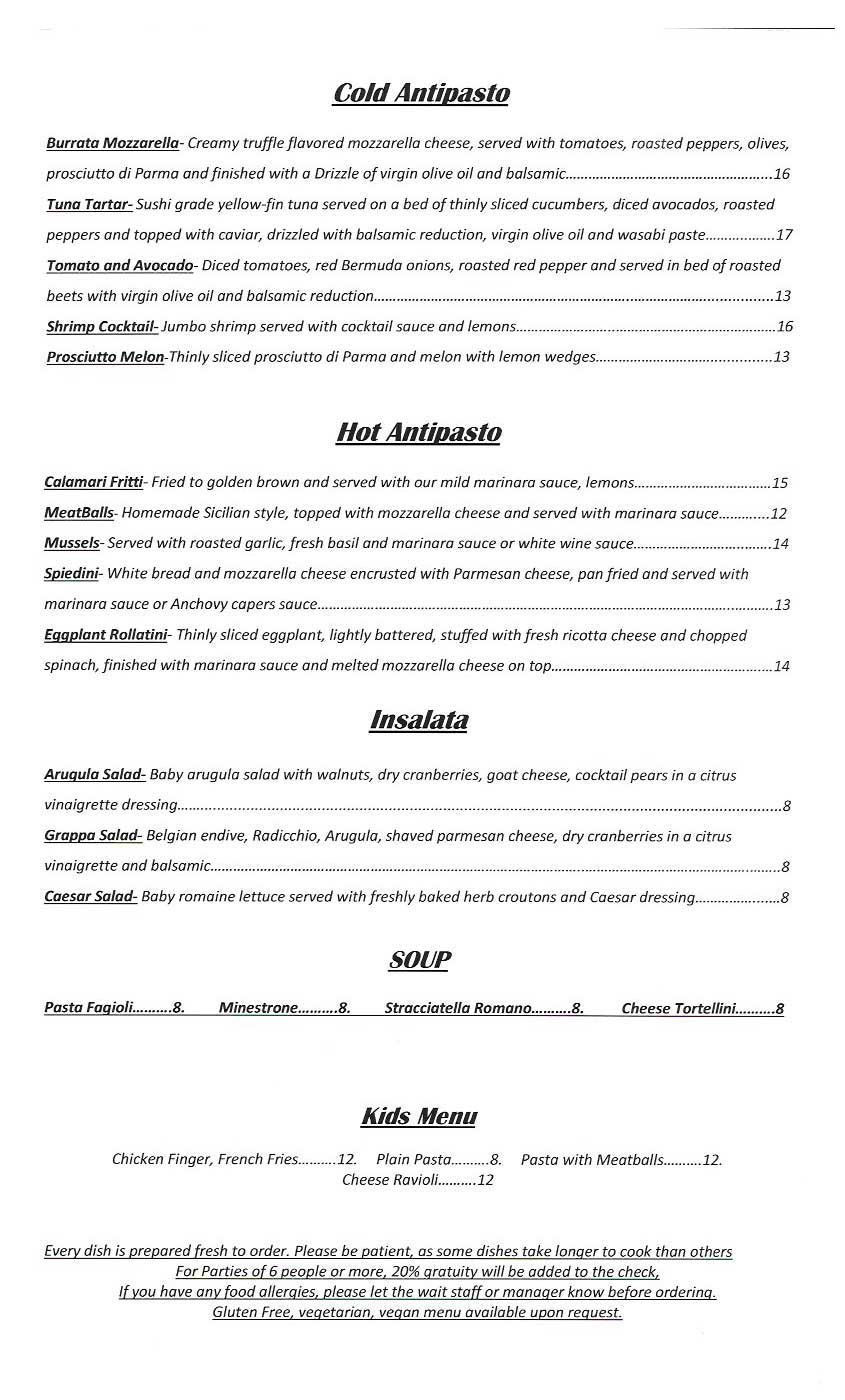 Cold Antipasto
Burrata Mozzarella- Creamy truffle flavored mozzarella cheese, served with tomatoes, roasted peppers, olives,
prosciutto di Parma and finished with a Drizzle of virgin olive oil and balsamic……………………………………………...16
Tuna Tartar- Sushi grade yellow-fin tuna served on a bed of thinly sliced cucumbers, diced avocados, roasted
peppers and topped with caviar, drizzled with balsamic reduction, virgin olive oil and wasabi paste……………….17
Tomato and Avocado- Diced tomatoes, red Bermuda onions, roasted red pepper and served in bed of roasted
beets with virgin olive oil and balsamic reduction……………………………………………………………………………................13
Shrimp Cocktail- Jumbo shrimp served with cocktail sauce and lemons……………………………………………………………16
Prosciutto Melon-Thinly sliced prosciutto di Parma and melon with lemon wedges……………………………..............13
Hot Antipasto
Calamari Fritti- Fried to golden brown and served with our mild marinara sauce, lemons………………………………15
MeatBalls- Homemade Sicilian style, topped with mozzarella cheese and served with marinara sauce………....12
Mussels- Served with roasted garlic, fresh basil and marinara sauce or white wine sauce……………………………….14
Spiedini- White bread and mozzarella cheese encrusted with Parmesan cheese, pan fried and served with
marinara sauce or Anchovy capers sauce……………………………………………………………………………………………………….13
Eggplant Rollatini- Thinly sliced eggplant, lightly battered, stuffed with fresh ricotta cheese and chopped
spinach, finished with marinara sauce and melted mozzarella cheese on top………………………………………………….14
Insalata
Arugula Salad- Baby arugula salad with walnuts, dry cranberries, goat cheese, cocktail pears in a citrus
vinaigrette dressing……………………………………………………………………………………………………………………………………….8
Grappa Salad- Belgian endive, Radicchio, Arugula, shaved parmesan cheese, dry cranberries in a citrus
vinaigrette and balsamic………………………………………………………………………………………………………………………………..8
Caesar Salad- Baby romaine lettuce served with freshly baked herb croutons and Caesar dressing………………….8
SOUP
Pasta Fagioli……….8. Minestrone……….8. Stracciatella Romano……….8. Cheese Tortellini……….8
Kids Menu
Chicken Finger, French Fries……….12. Plain Pasta……….8. Pasta with Meatballs……….12.
Cheese Ravioli……….12
Every dish is prepared fresh to order. Please be patient, as some dishes take longer to cook than others
For Parties of 6 people or more, 20% gratuity will be added to the check,
If you have any food allergies, please let the wait staff or manager know before ordering.
Gluten Free, vegetarian, vegan menu available upon request.